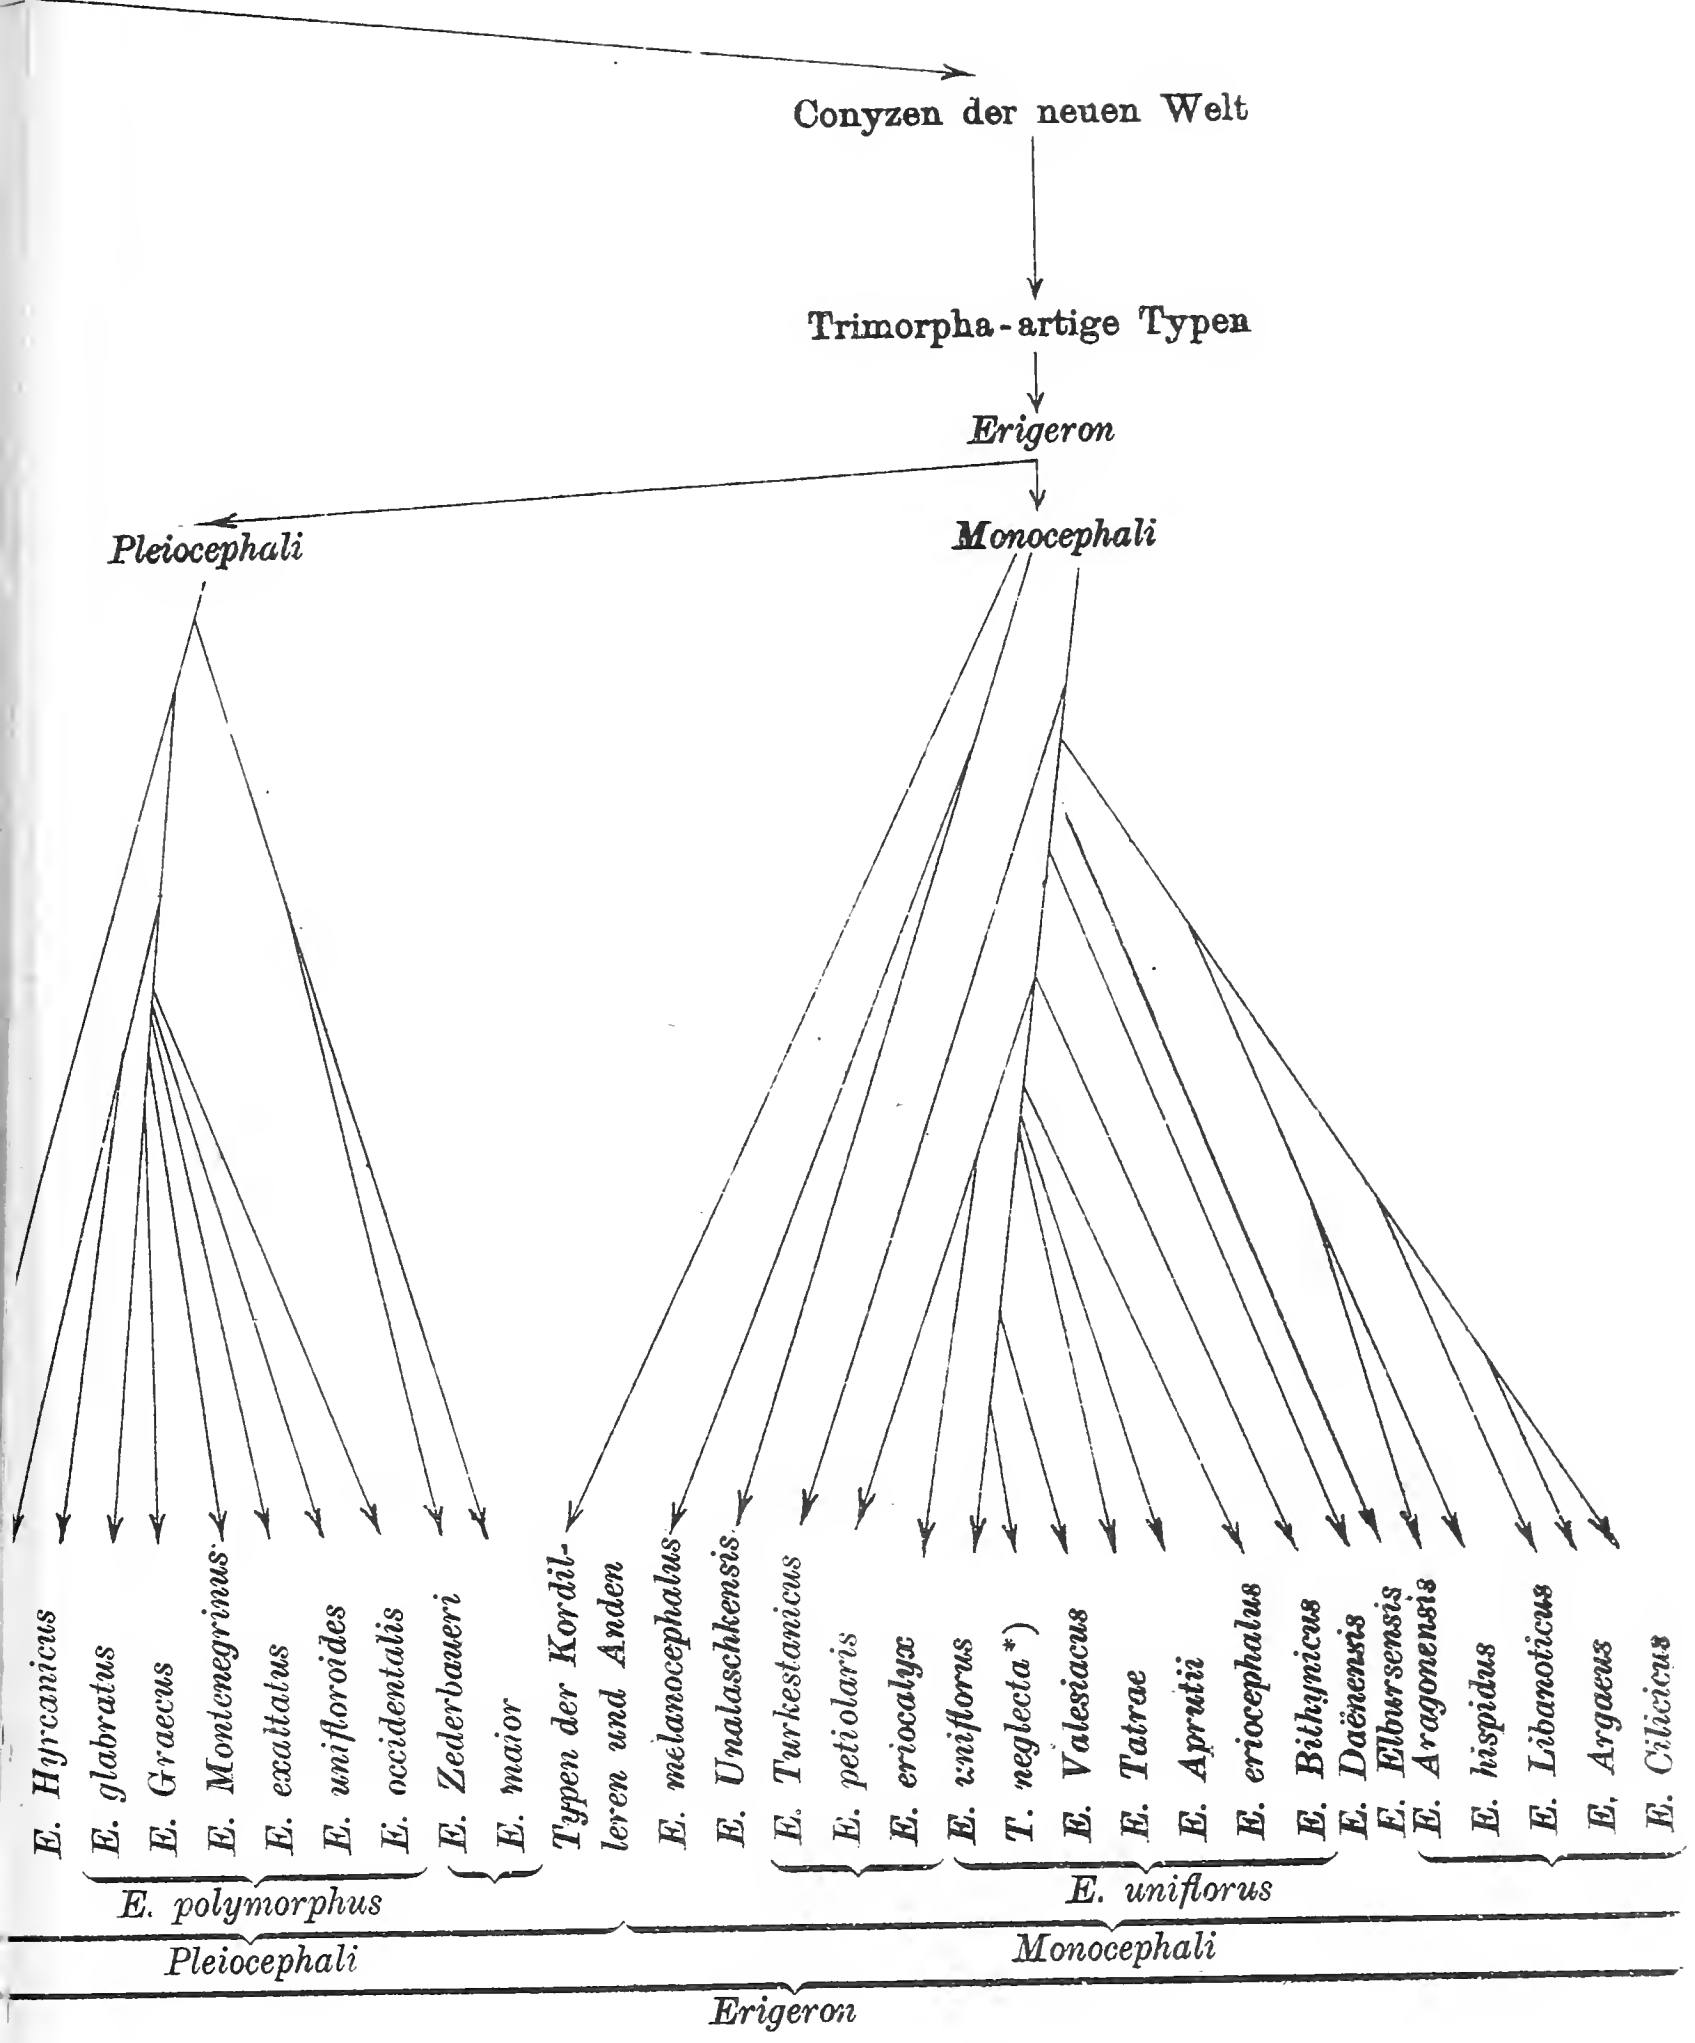 Conyzen der neuen Welt
Trimorpha-artige Typen
Erigeron
Pleiocephali
Monocephali
E. Hyrcanicus
E. glabratus
E. Graecus
E. Montenegrinus
E. exaltatus
E. unifloroides
E. occidentalis
E. Zederbaueri
E. maior
Typen der Kordil-
leren und Anden
E. melanocephalus
E. Unalaschkensis
E. Turkestanicus
E. petiolaris
E. eriocalyx
E. uniflorus
T. neglecta*)
E. Valesiacus
E. Tatrae
E. Aprutii
E. eriocephalus
E. Bithynicus
E. Daënensis
E. Elbursensis
E. Aragonensis
E. hispidus
E. Libanoticus
E. Argaeus
E. Cilicicus
E. polymorphus
E. uniflorus
Pleiocephali
Monocephali
Erigeron